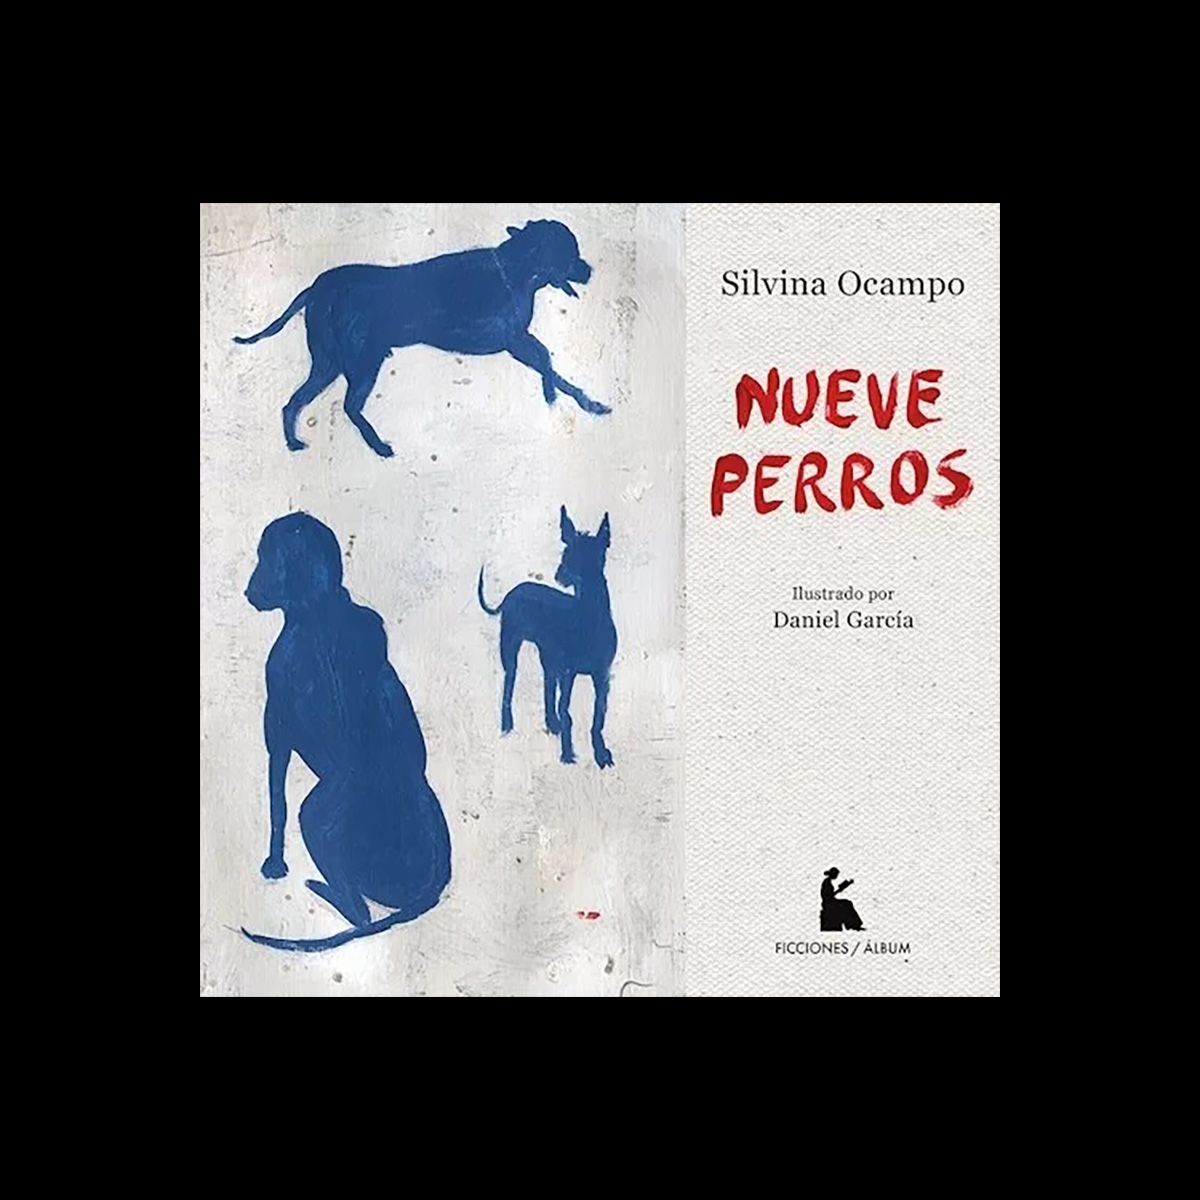 Silvina Ocampo
NUEVE
PERROS
Ilustrado por
Daniel García
FICCIONES / ÁLBUM